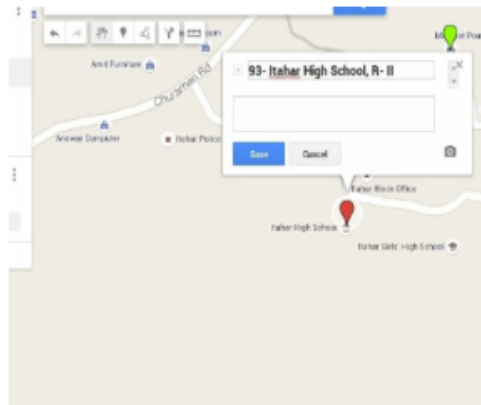 Amit Furniture
Churaman Rd
Anowar Computer
Itahar Police
93- Itahar High School, R- II
Save
Cancel
Itahar Block Office
Itahar High School
Itahar Girls' High School